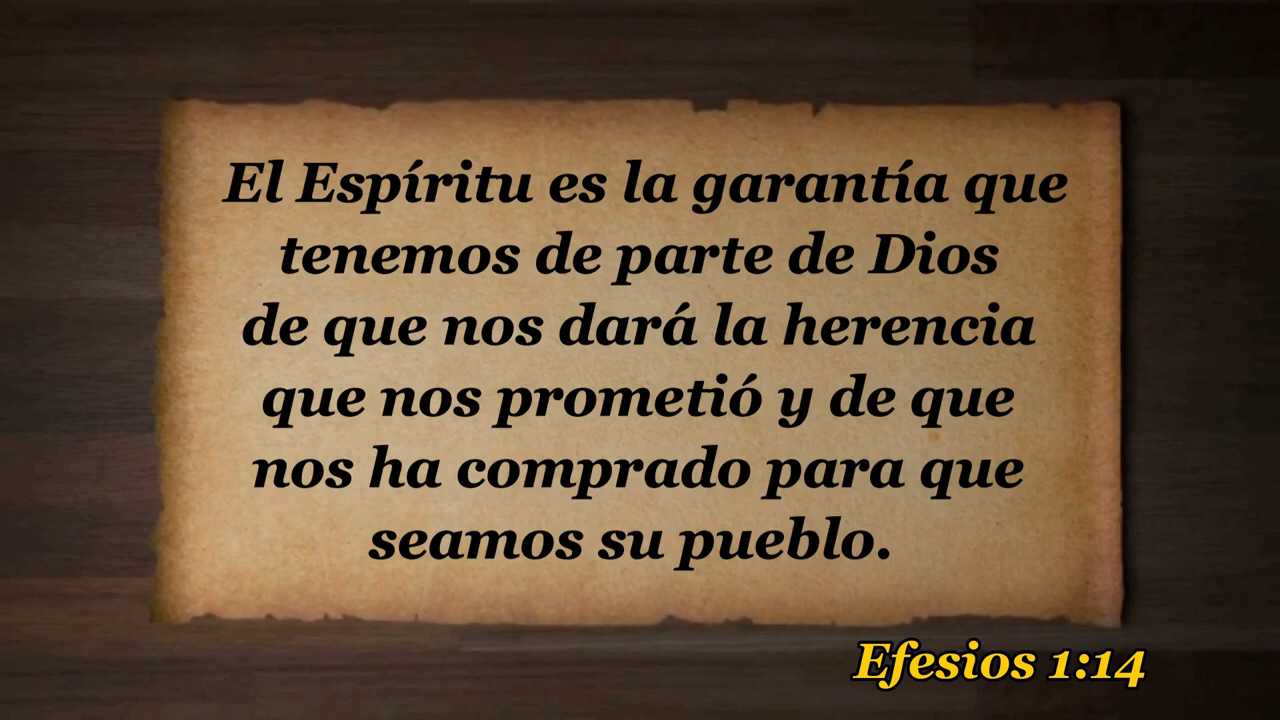 El Espíritu es la garantía que
tenemos de parte de Dios
de que nos dará la herencia
que nos prometió y de que
nos ha comprado para que
seamos su pueblo.
Efesios 1:14